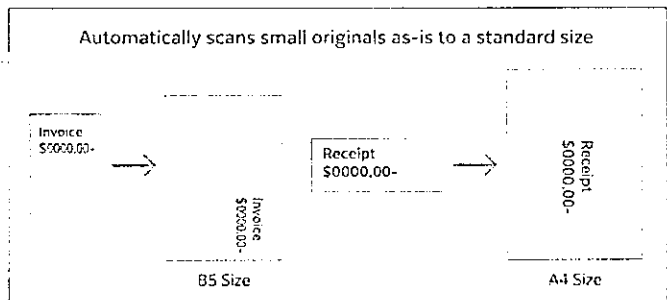 Automatically scans small originals as-is to a standard size
Invoice
$0000.00-
Invoice
$0000.00-
B5 Size
Receipt
$0000.00-
Receipt
$0000.00-
A4 Size